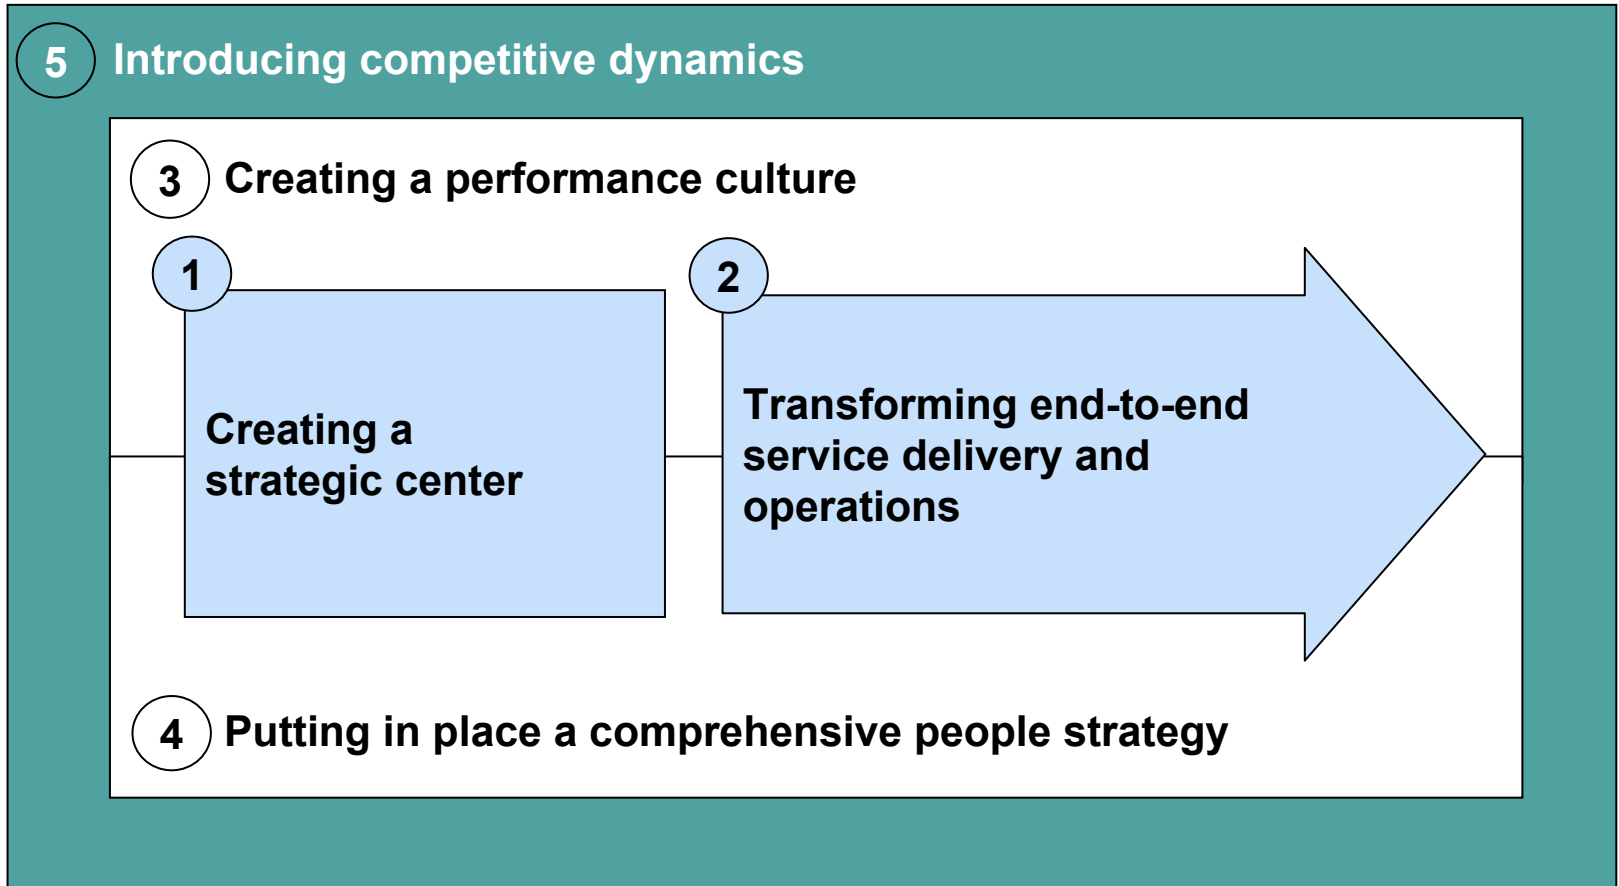 5 Introducing competitive dynamics
3 Creating a performance culture
1
Creating a
strategic center
2
Transforming end-to-end
service delivery and
operations
4 Putting in place a comprehensive people strategy